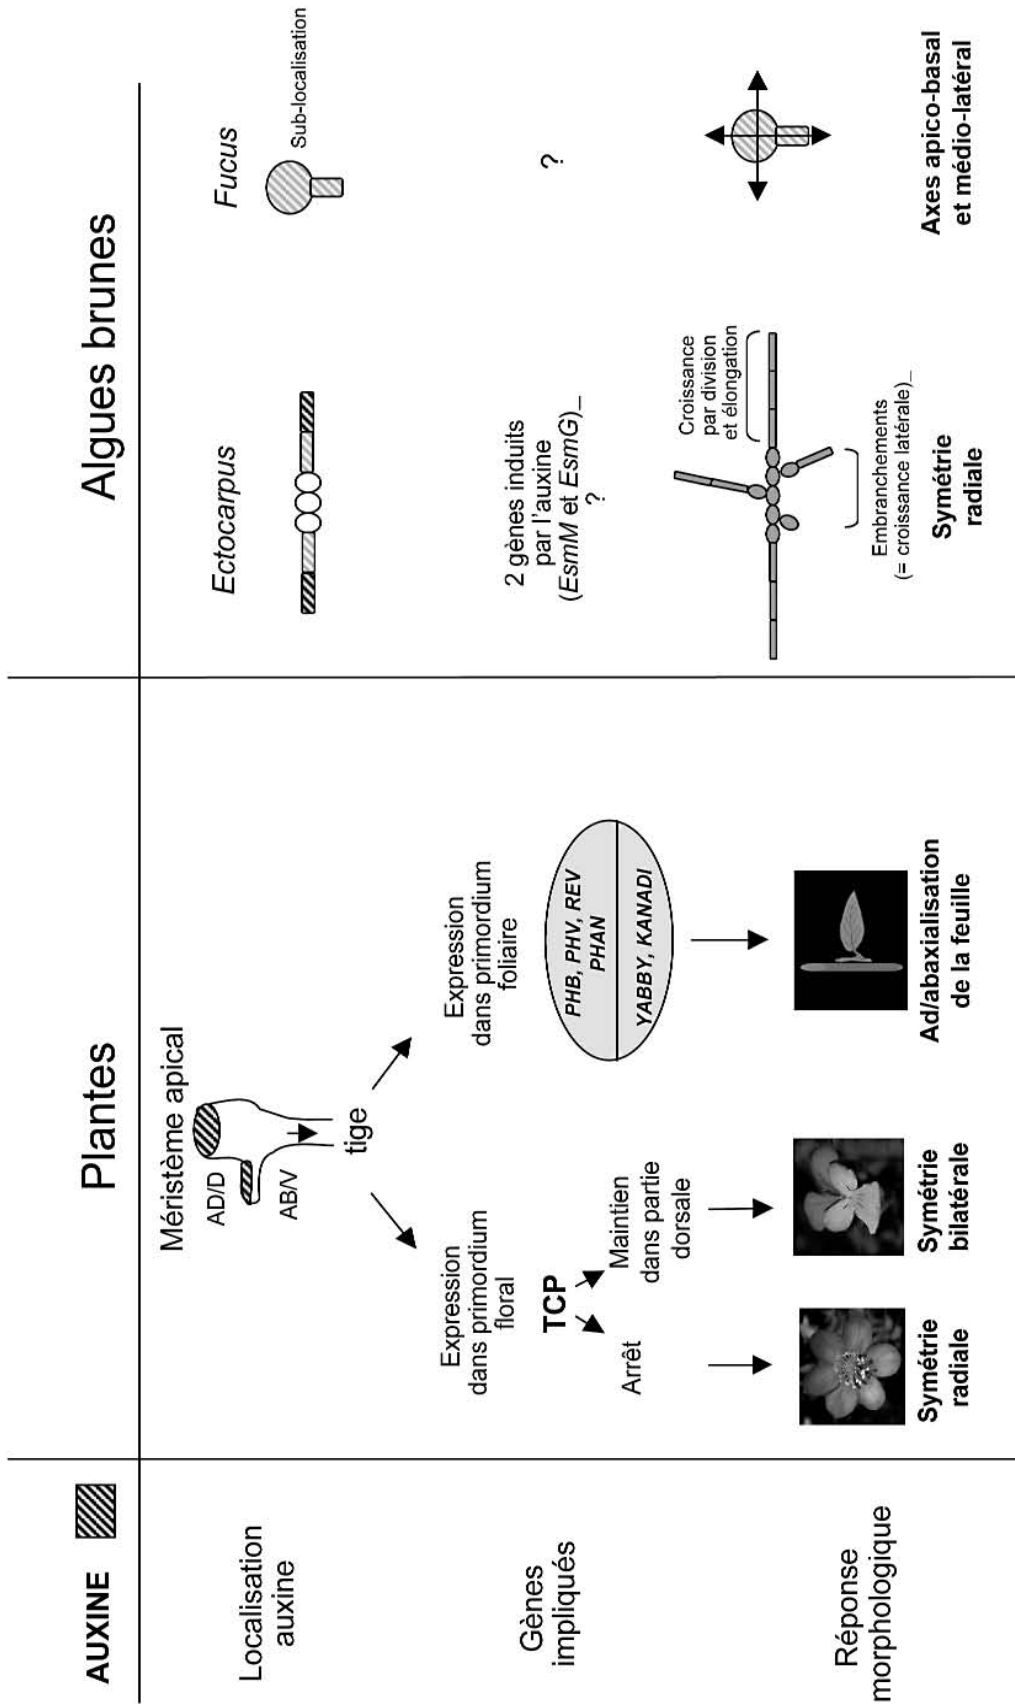 AUXINE
Plantes
Algues brunes
Localisation
auxine
Méristème apical
AD/D
AB/V
tige
Ectocarpus
Fucus
Sub-localisation
Gènes
impliqués
Expression
dans primordium
floral
TCP
Arrêt
Maintien
dans partie
dorsale
Expression
dans primordium
foliaire
PHB, PHV, REV
PHAN
YABBY, KANADI
2 gènes induits
par l'auxine
(EsmM et EsmG)_
?
?
Réponse
morphologique
Symétrie
radiale
Symétrie
bilatérale
Ad/abaxialisation
de la feuille
Croissance
par division
et élongation
Embranchements
(= croissance latérale)_
Symétrie
radiale
Axes apico-basal
et médio-latéral